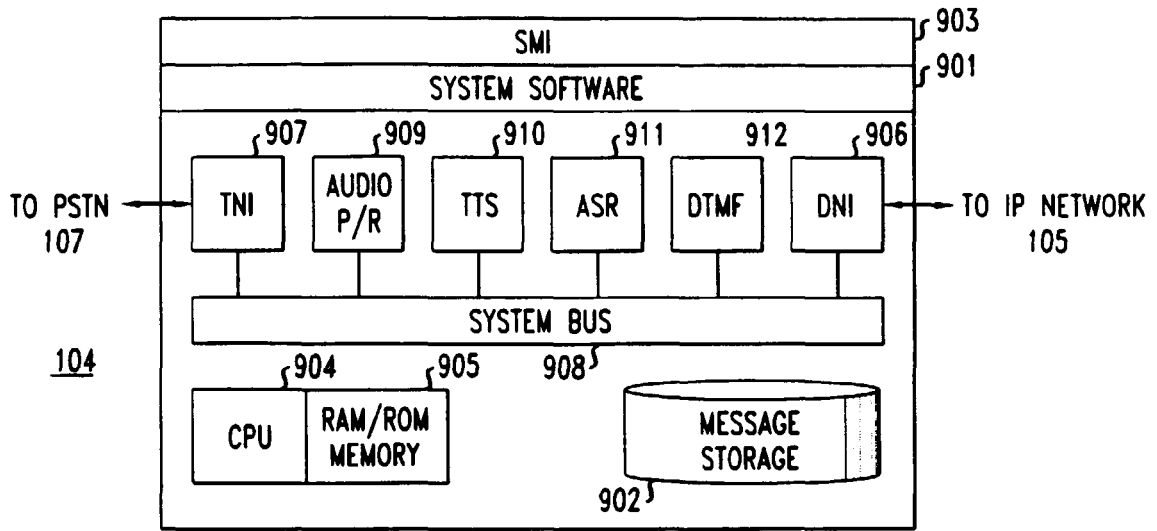 903
SMI
901
SYSTEM SOFTWARE
907 909 910 911 912 906
TO PSTN
107
TNI
AUDIO
P/R
TTS
ASR
DTMF
DNI
TO IP NETWORK
105
SYSTEM BUS
908
104
904 905
CPU
RAM/ROM
MEMORY
MESSAGE
STORAGE
902